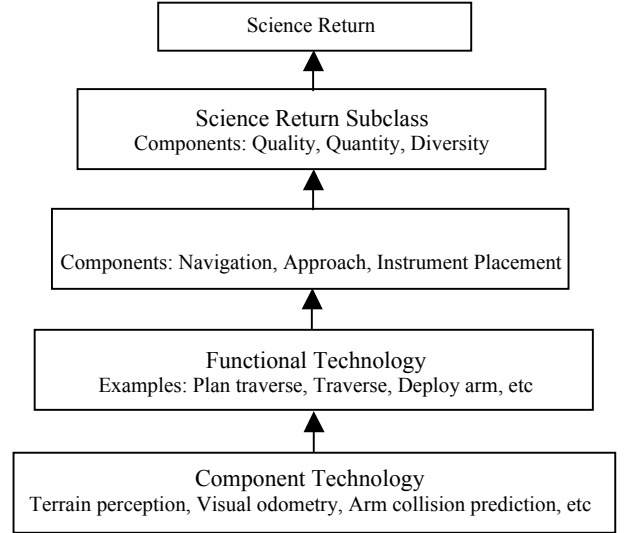 Science Return
Science Return Subclass
Components: Quality, Quantity, Diversity
Components: Navigation, Approach, Instrument Placement
Functional Technology
Examples: Plan traverse, Traverse, Deploy arm, etc
Component Technology
Terrain perception, Visual odometry, Arm collision prediction, etc